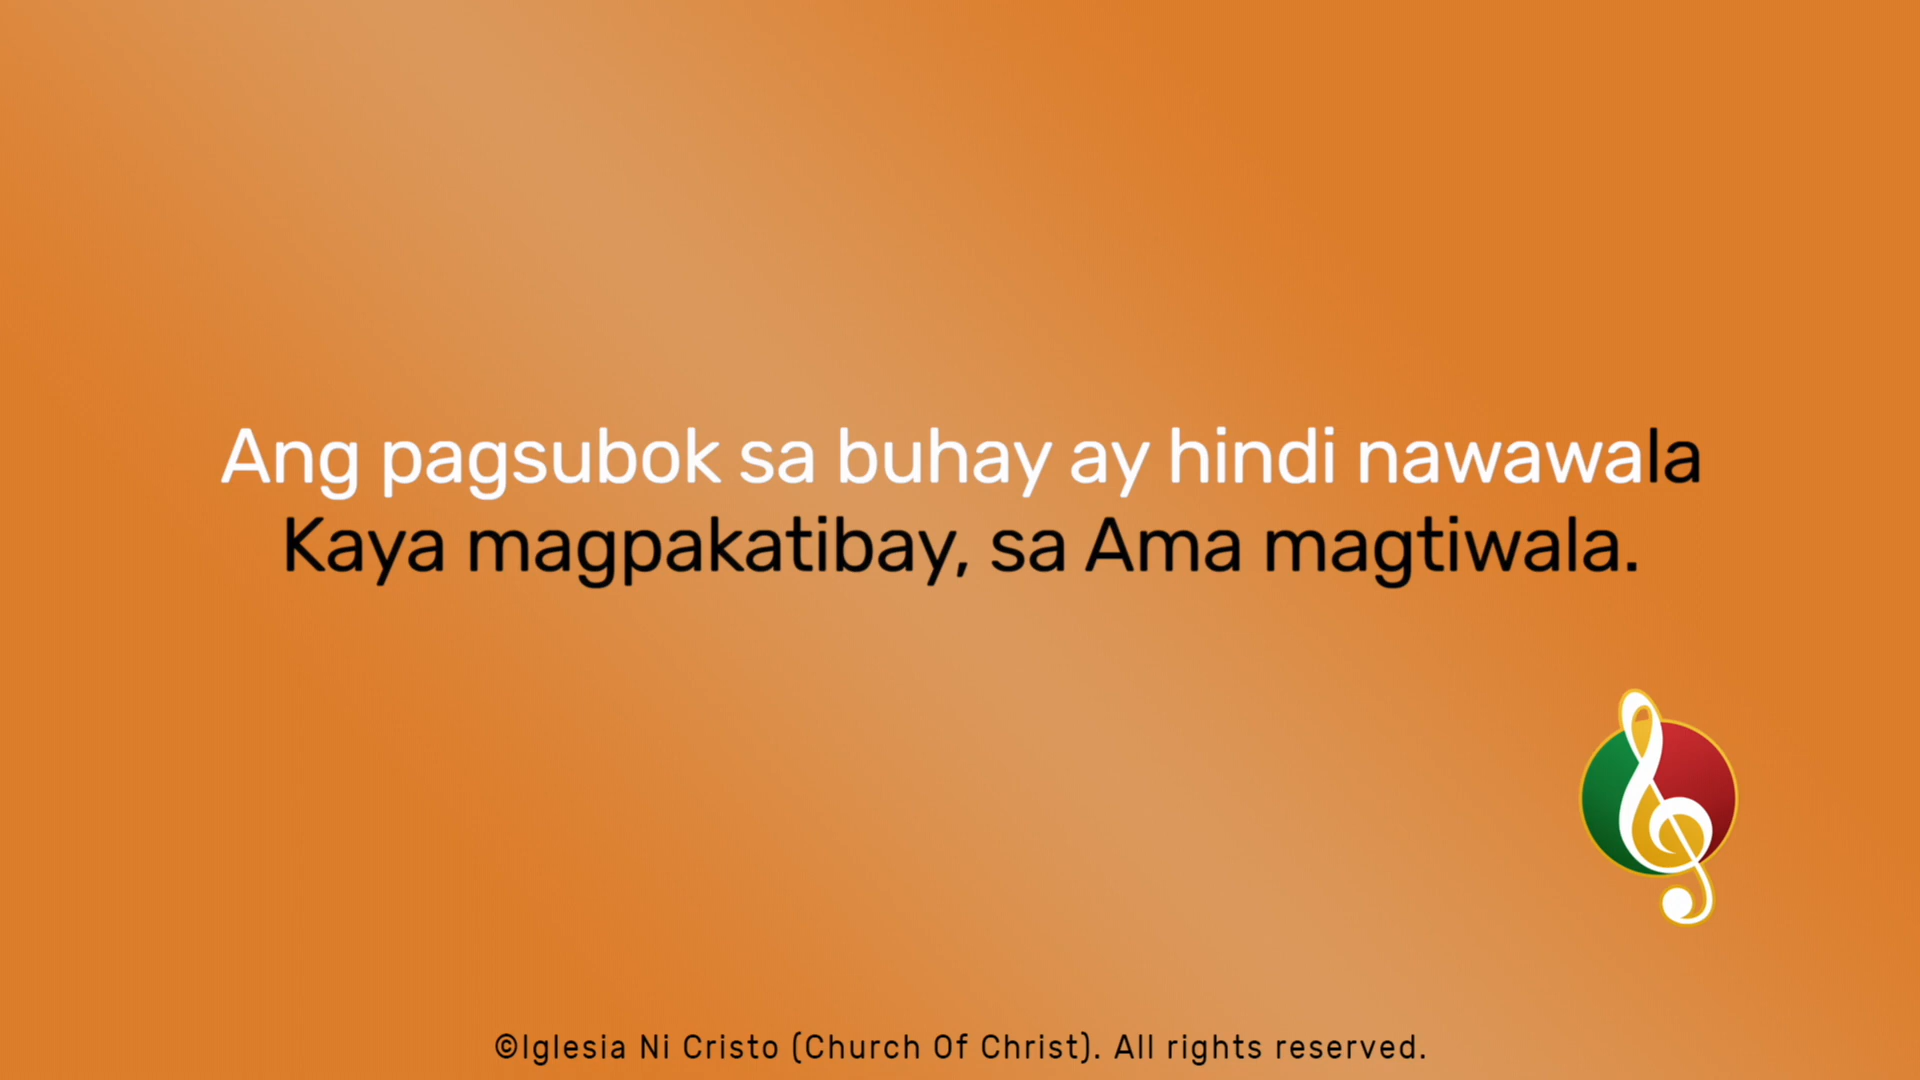 Ang pagsubok sa buhay ay hindi nawawala
Kaya magpakatibay, sa Ama magtiwala.
©Iglesia Ni Cristo (Church Of Christ). All rights reserved.